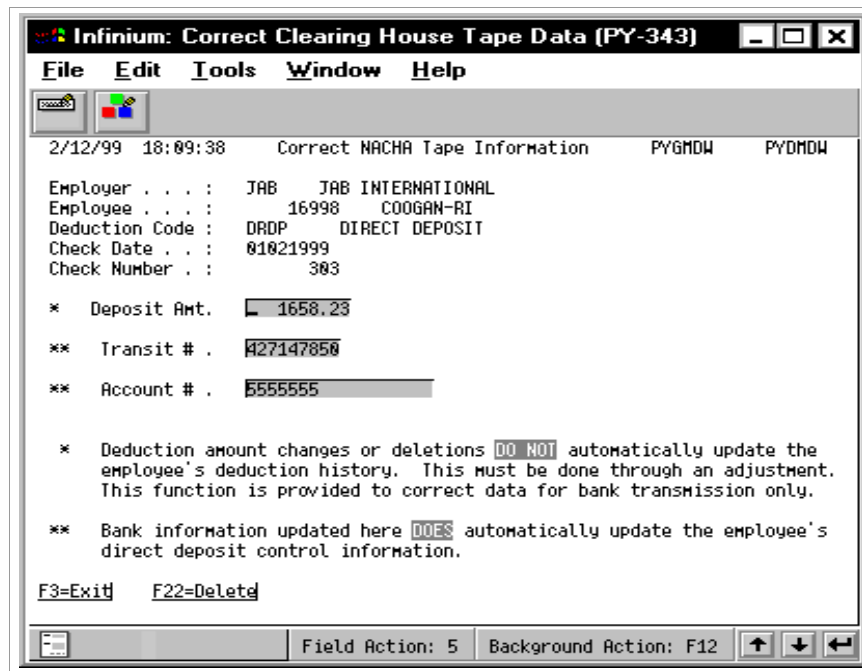 Infinium: Correct Clearing House Tape Data (PY-343)
File Edit Tools Window Help
2/12/99 18:09:38 Correct NACHA Tape Information PYGMDW PYDMDW
Employer . . . : JAB JAB INTERNATIONAL
Employee . . . : 16998 COOGAN-RI
Deduction Code : DRDP DIRECT DEPOSIT
Check Date . . : 01021999
Check Number . : 303
* Deposit Amt. 1658.23
** Transit # . 427147850
** Account # . 5555555
* Deduction amount changes or deletions DO NOT automatically update the
employee's deduction history. This must be done through an adjustment.
This function is provided to correct data for bank transmission only.
** Bank information updated here DOES automatically update the employee's
direct deposit control information.
F3=Exit F22=Delete
Field Action: 5 Background Action: F12